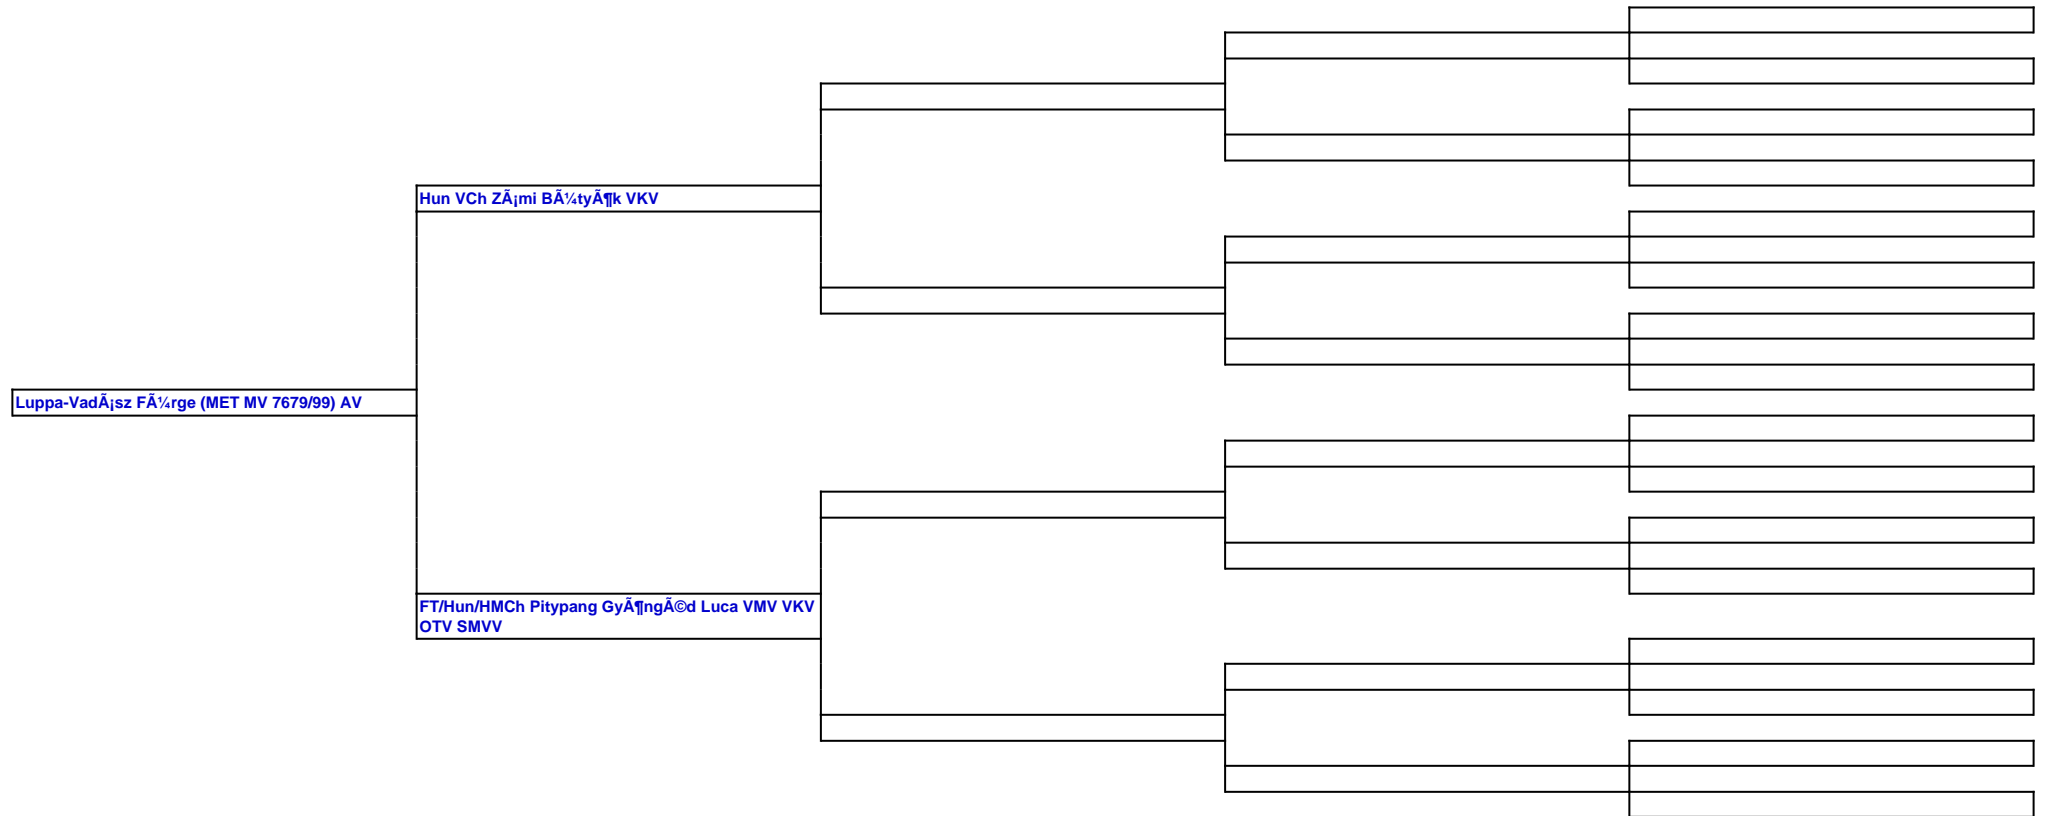 Hun VCh ZÃ¡mi BÃ¼tyÃ¶k VKV
Luppa-VadÃ¡sz FÃ¼rge (MET MV 7679/99) AV
FT/Hun/HMCh Pitypang GyÃ¶ngÃ©d Luca VMV VKV
OTV SMVV